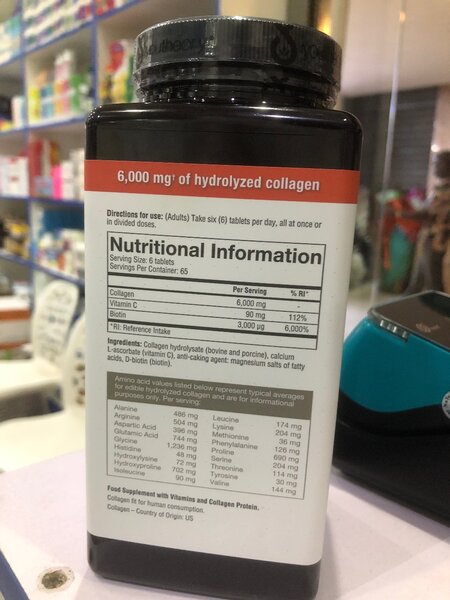 youtheory
6,000 mg† of hydrolyzed collagen
Directions for use: (Adults) Take six (6) tablets per day, all at once or
in divided doses.
Nutritional Information
Serving Size: 6 tablets
Servings Per Container: 65
Per Serving % RI*
Collagen 6,000 mg -
Vitamin C 90 mg 112%
Biotin 3,000 µg 6,000%
*RI: Reference Intake
Ingredients: Collagen hydrolysate (bovine and porcine), calcium
L-ascorbate (vitamin C), anti-caking agent: magnesium salts of fatty
acids, D-biotin (biotin).
Amino acid values listed below represent typical averages
for edible hydrolyzed collagen and are for informational
purposes only. Per serving:
Alanine 486 mg
Arginine 504 mg
Aspartic Acid 396 mg
Glutamic Acid 744 mg
Glycine 1,236 mg
Histidine 48 mg
Hydroxylysine 72 mg
Hydroxyproline 702 mg
Isoleucine 90 mg
Leucine 174 mg
Lysine 204 mg
Methionine 36 mg
Phenylalanine 126 mg
Proline 690 mg
Serine 204 mg
Threonine 114 mg
Tyrosine 30 mg
Valine 144 mg
Food Supplement with Vitamins and Collagen Protein.
Collagen fit for human consumption.
Collagen – Country of Origin: US